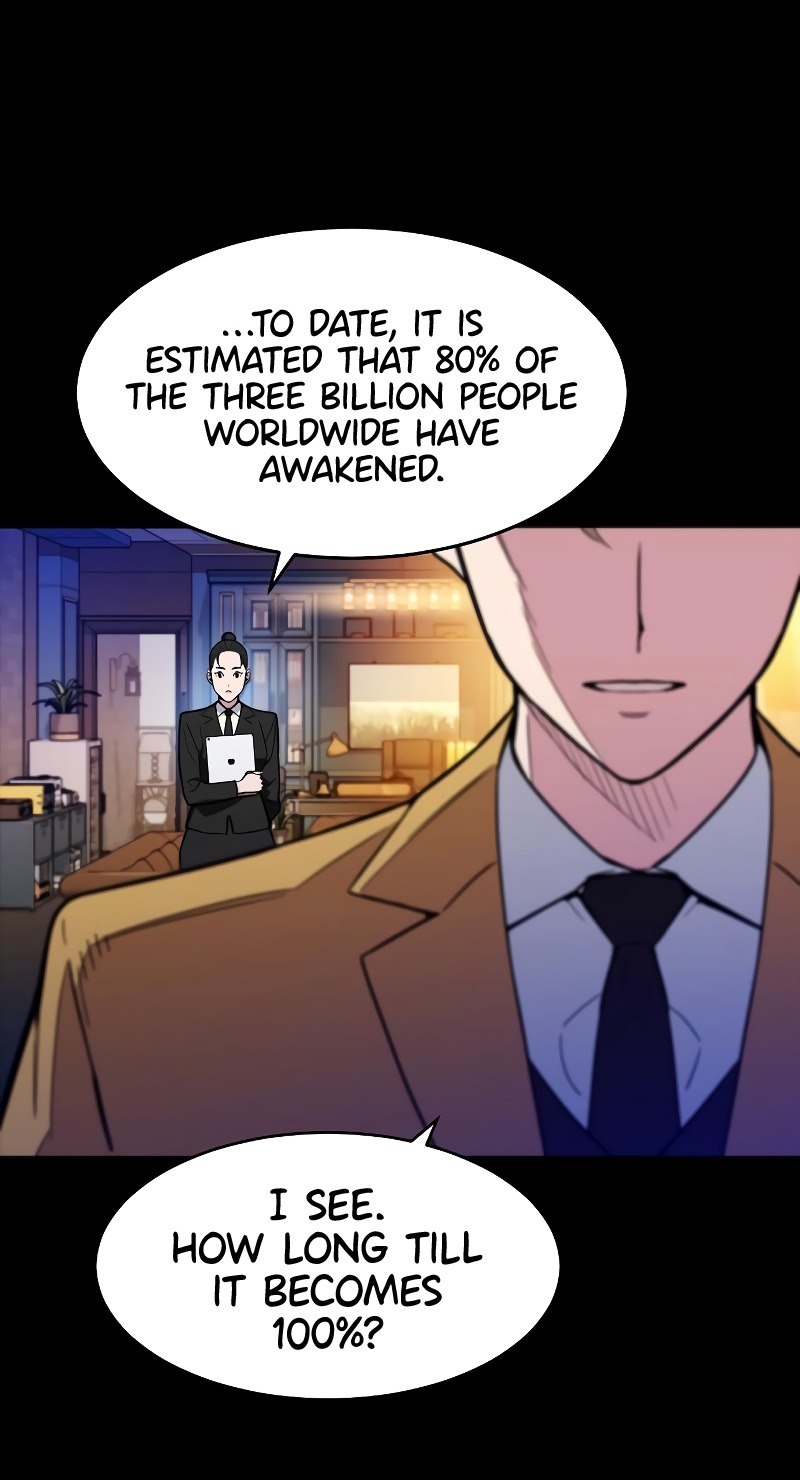 ...TO DATE, IT IS
ESTIMATED THAT 80% OF
THE THREE BILLION PEOPLE
WORLDWIDE HAVE
AWAKENED.
I SEE.
HOW LONG TILL
IT BECOMES
100%?